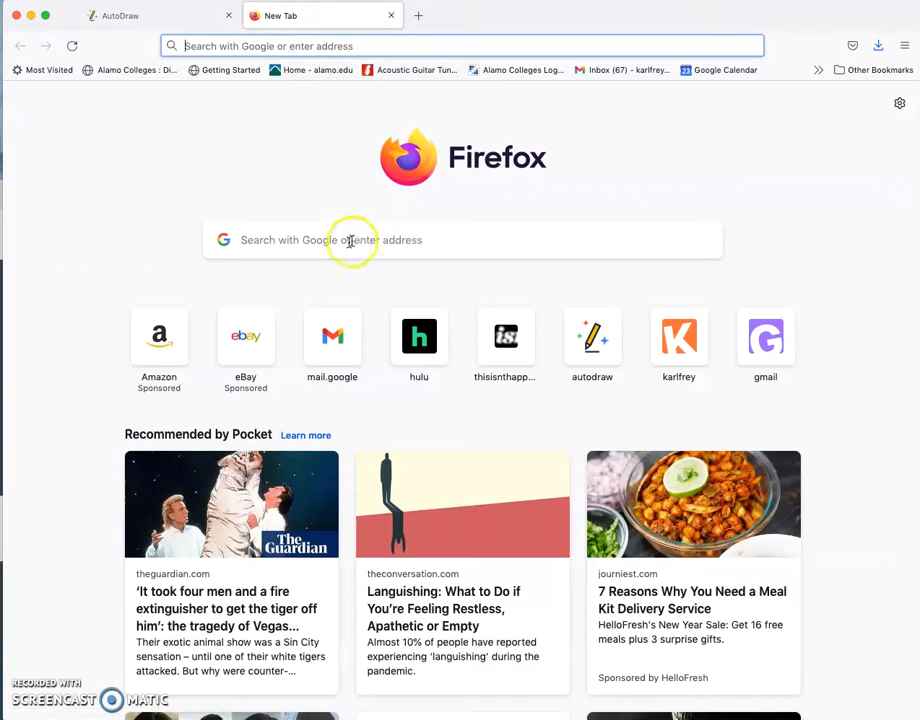 AutoDraw
New Tab
Search with Google or enter address
Most Visited
Alamo Colleges : Di...
Getting Started
Home - alamo.edu
Acoustic Guitar Tun...
Alamo Colleges Log...
Inbox (67) - karlfrey...
23
Google Calendar
Other Bookmarks
Firefox
Search with Google or enter address
a
ebay
h
K
G
Amazon
Sponsored
eBay
Sponsored
mail.google
hulu
thisisnthapp...
autodraw
karlfrey
gmail
Recommended by Pocket Learn more
The
Guardian
theguardian.com
‘It took four men and a fire
extinguisher to get the tiger off
him’: the tragedy of Vegas...
Their exotic animal show was a Sin City
sensation – until one of their white tigers
attacked. But why were counter-...
theconversation.com
Languishing: What to Do if
You’re Feeling Restless,
Apathetic or Empty
Almost 10% of people have reported
experiencing ‘languishing’ during the
pandemic.
journiest.com
7 Reasons Why You Need a Meal
Kit Delivery Service
HelloFresh's New Year Sale: Get 16 free
meals plus 3 surprise gifts.
Sponsored by HelloFresh
RECORDED WITH
SCREENCAST MATIC